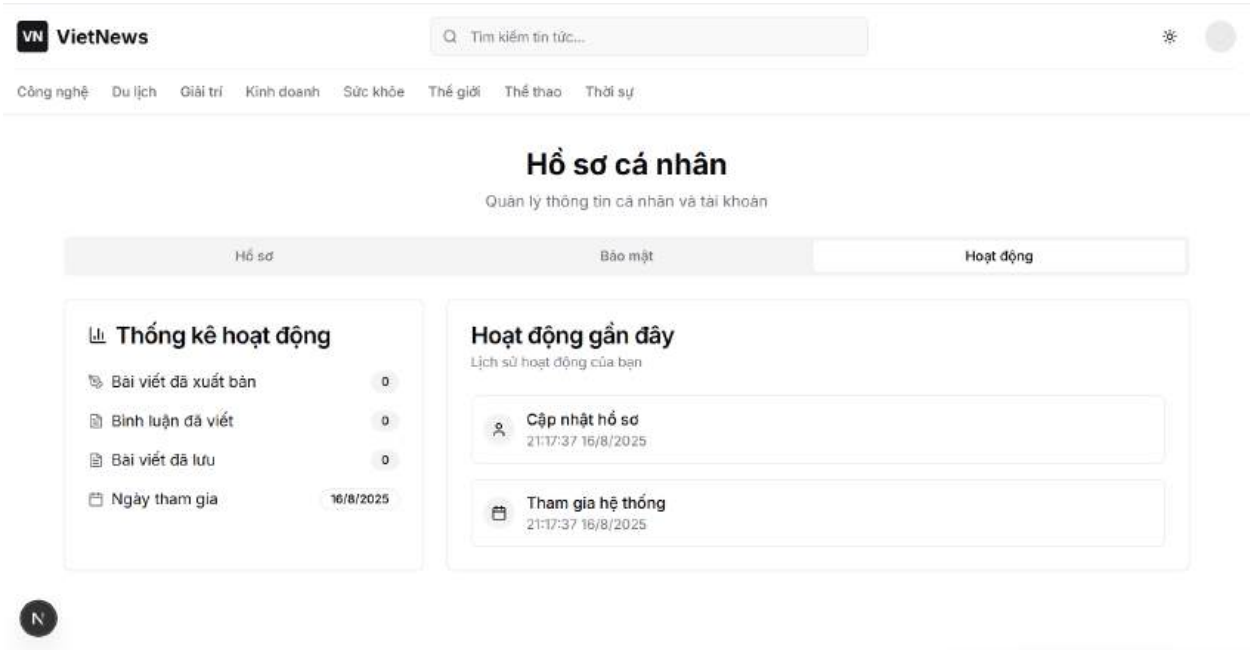 VN VietNews
Tìm kiếm tin tức...
Công nghệ Du lịch Giải trí Kinh doanh Sức khỏe Thế giới Thể thao Thời sự
Hồ sơ cá nhân
Quản lý thông tin cá nhân và tài khoản
Hồ sơ Bảo mật Hoạt động
Thống kê hoạt động
Bài viết đã xuất bản 0
Bình luận đã viết 0
Bài viết đã lưu 0
Ngày tham gia 16/8/2025
Hoạt động gần đây
Lịch sử hoạt động của bạn
Cập nhật hồ sơ
21:17:37 16/8/2025
Tham gia hệ thống
21:17:37 16/8/2025
N